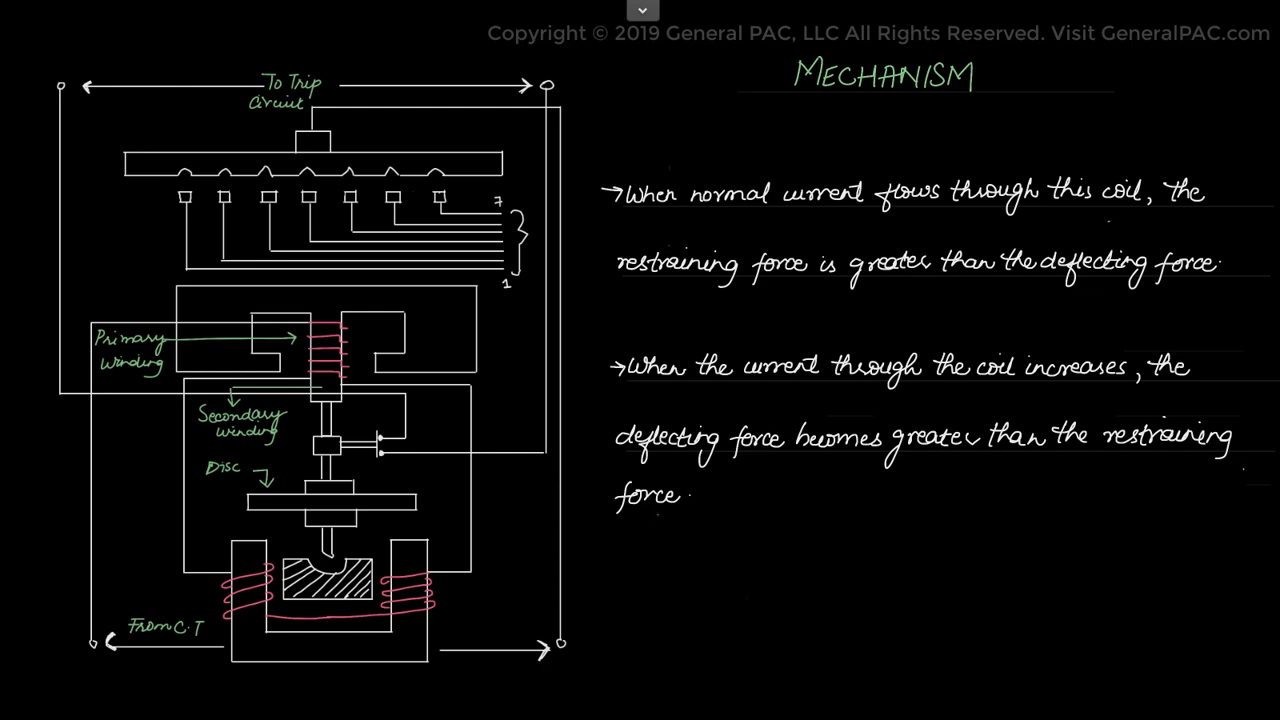 Copyright © 2019 General PAC, LLC All Rights Reserved. Visit GeneralPAC.com
MECHANISM
To Trip
Circuit
7
1
Primary
Winding
Secondary
Winding
Disc
From C.T
→When normal current flows through this coil, the
restraining force is greater than the deflecting force.
→When the current through the coil increases, the
deflecting force becomes greater than the restraining
force.